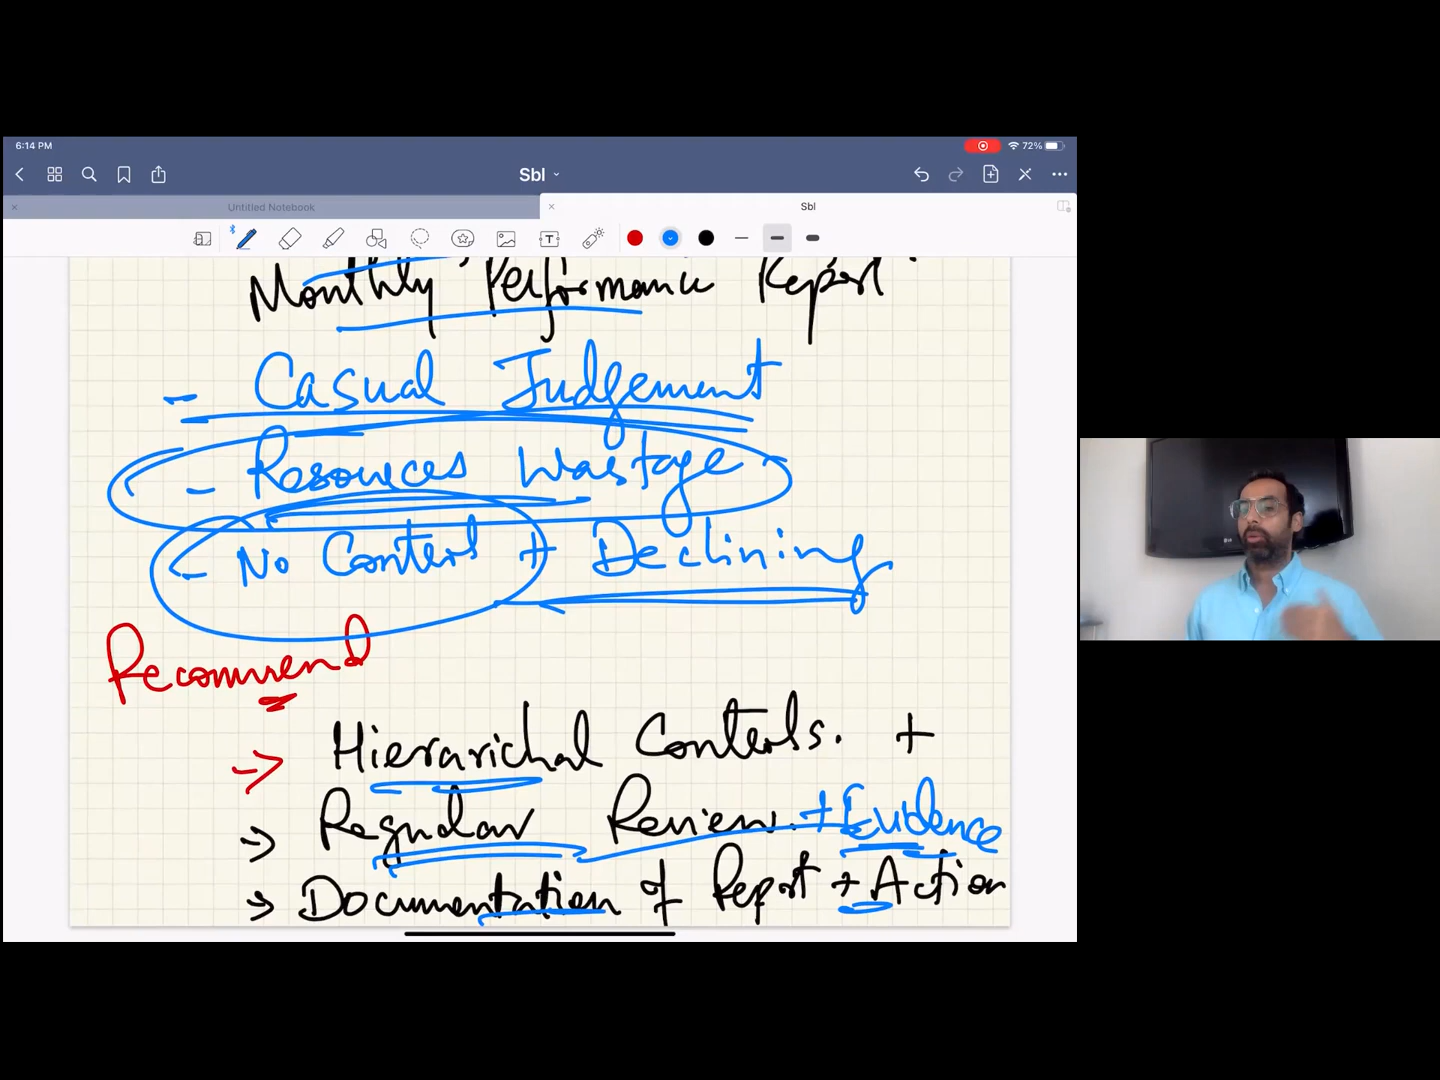 6:14 PM
72%
Sbl
Untitled Notebook
Sbl
T
Monthly Performance Report
- Casual Judgement
- Resources Wastage
- No Control + Declining
Recommend
-> Hierarichal Controls. +
-> Regular Review. + Evidence
-> Documentation of Report + Action
LG